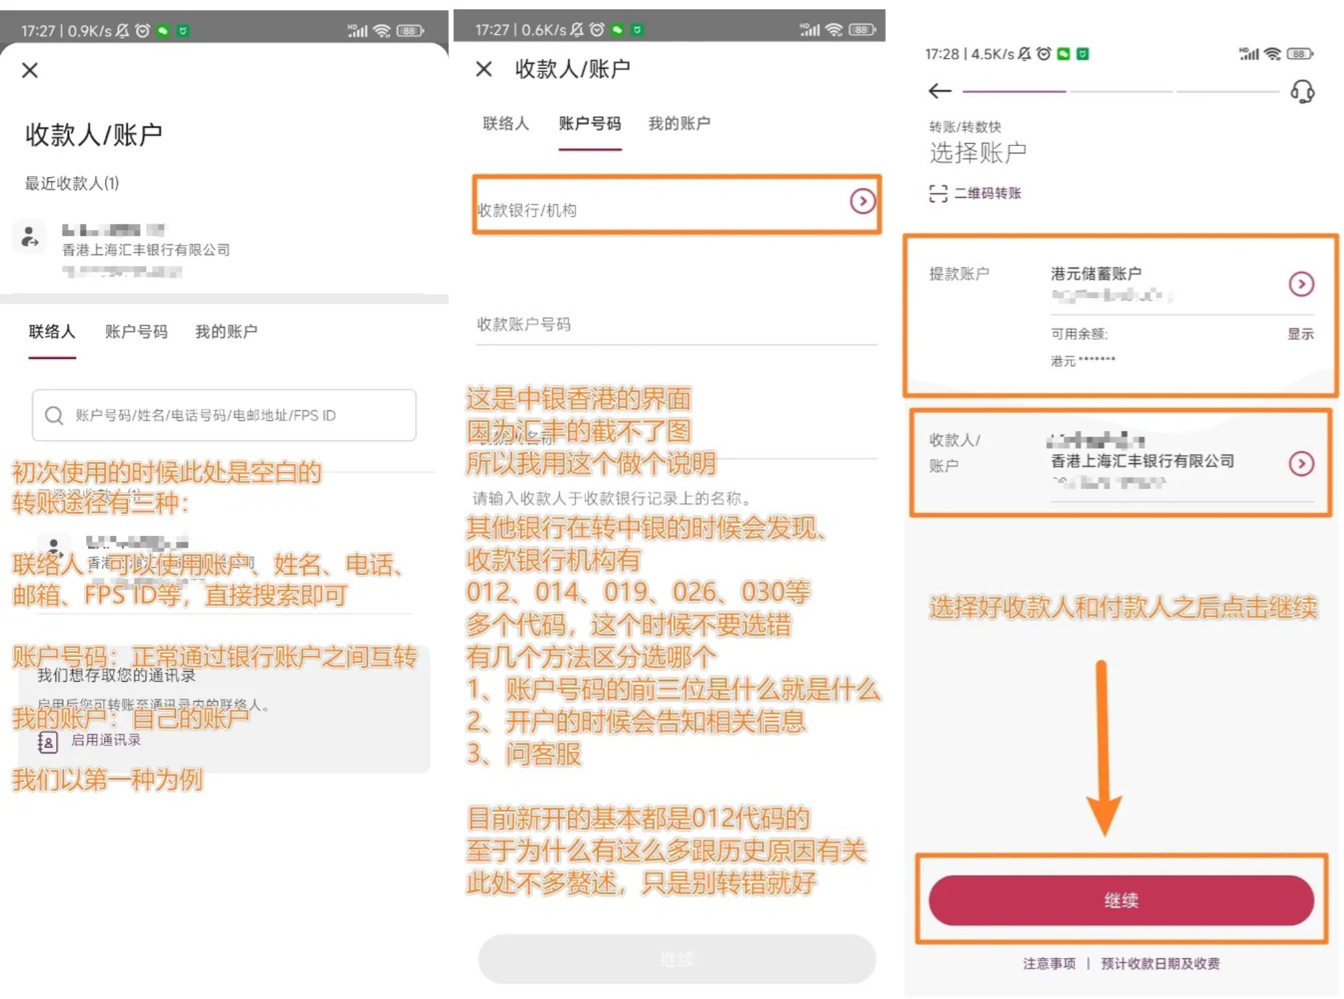 17:27 | 0.9K/s
88
收款人/账户
最近收款人(1)
香港上海汇丰银行有限公司
联络人
账户号码
我的账户
账户号码/姓名/电话号码/电邮地址/FPS ID
初次使用的时候此处是空白的
转账途径有三种：
联络人：可以使用账户、姓名、电话、
邮箱、FPS ID等，直接搜索即可
账户号码：正常通过银行账户之间互转
我们想存取您的通讯录
启用后您可转账至通讯录内的联络人。
我的账户：自己的账户
启用通讯录
我们以第一种为例
17:27 | 0.6K/s
88
收款人/账户
联络人
账户号码
我的账户
收款银行/机构
收款账户号码
这是中银香港的界面
因为汇丰的截不了图
所以我用这个做个说明
请输入收款人于收款银行记录上的名称。
其他银行在转中银的时候会发现、
收款银行机构有
012、014、019、026、030等
多个代码，这个时候不要选错
有几个方法区分选哪个
1、账户号码的前三位是什么就是什么
2、开户的时候会告知相关信息
3、问客服
目前新开的基本都是012代码的
至于为什么有这么多跟历史原因有关
此处不多赘述，只是别转错就好
继续
17:28 | 4.5K/s
88
转账/转数快
选择账户
二维码转账
提款账户
港元储蓄账户
可用余额:
显示
港元 *******
收款人/
账户
香港上海汇丰银行有限公司
选择好收款人和付款人之后点击继续
继续
注意事项 | 预计收款日期及收费